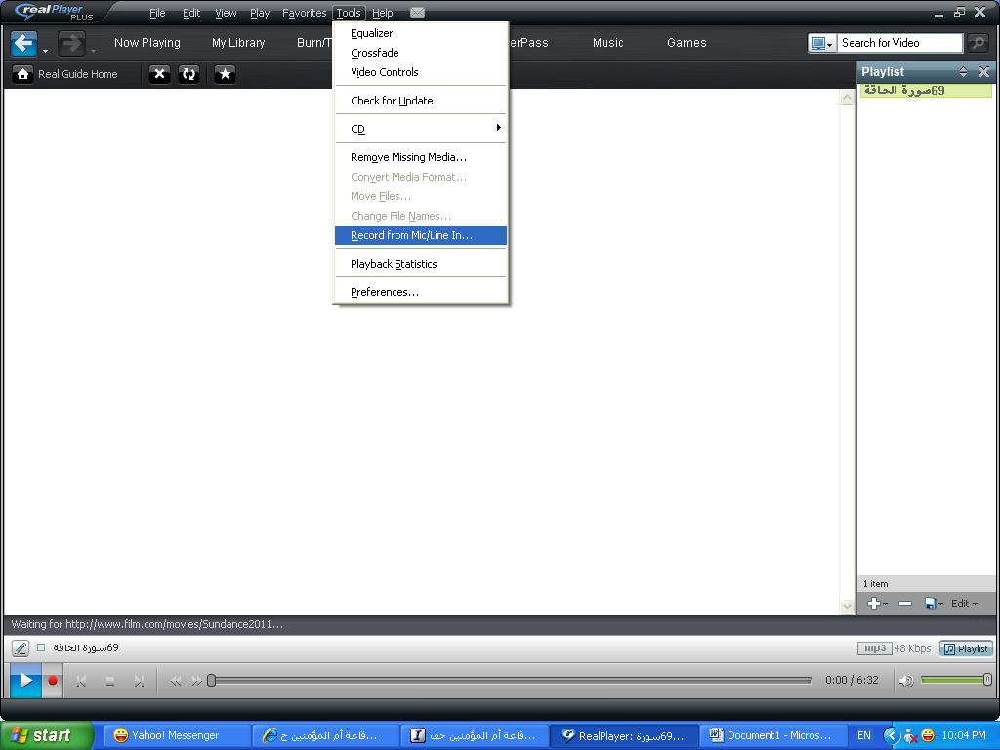 realPlayer PLUS File Edit View Play Favorites Tools Help
Now Playing My Library Burn/T erPass Music Games Search for Video
Real Guide Home
Equalizer
Crossfade
Video Controls
Check for Update
CD
Remove Missing Media...
Convert Media Format...
Move Files...
Change File Names...
Record from Mic/Line In...
Playback Statistics
Preferences...
Playlist
69سورة الحاقة
1 item
Edit
Waiting for http://www.film.com/movies/Sundance2011...
69سورة الحاقة mp3 48 Kbps Playlist
0:00 / 6:32
start Yahoo! Messenger قاعة أم المؤمنين ح... قاعة أم المؤمنين حف... RealPlayer: سورة69... Document1 - Micros... EN 10:04 PM